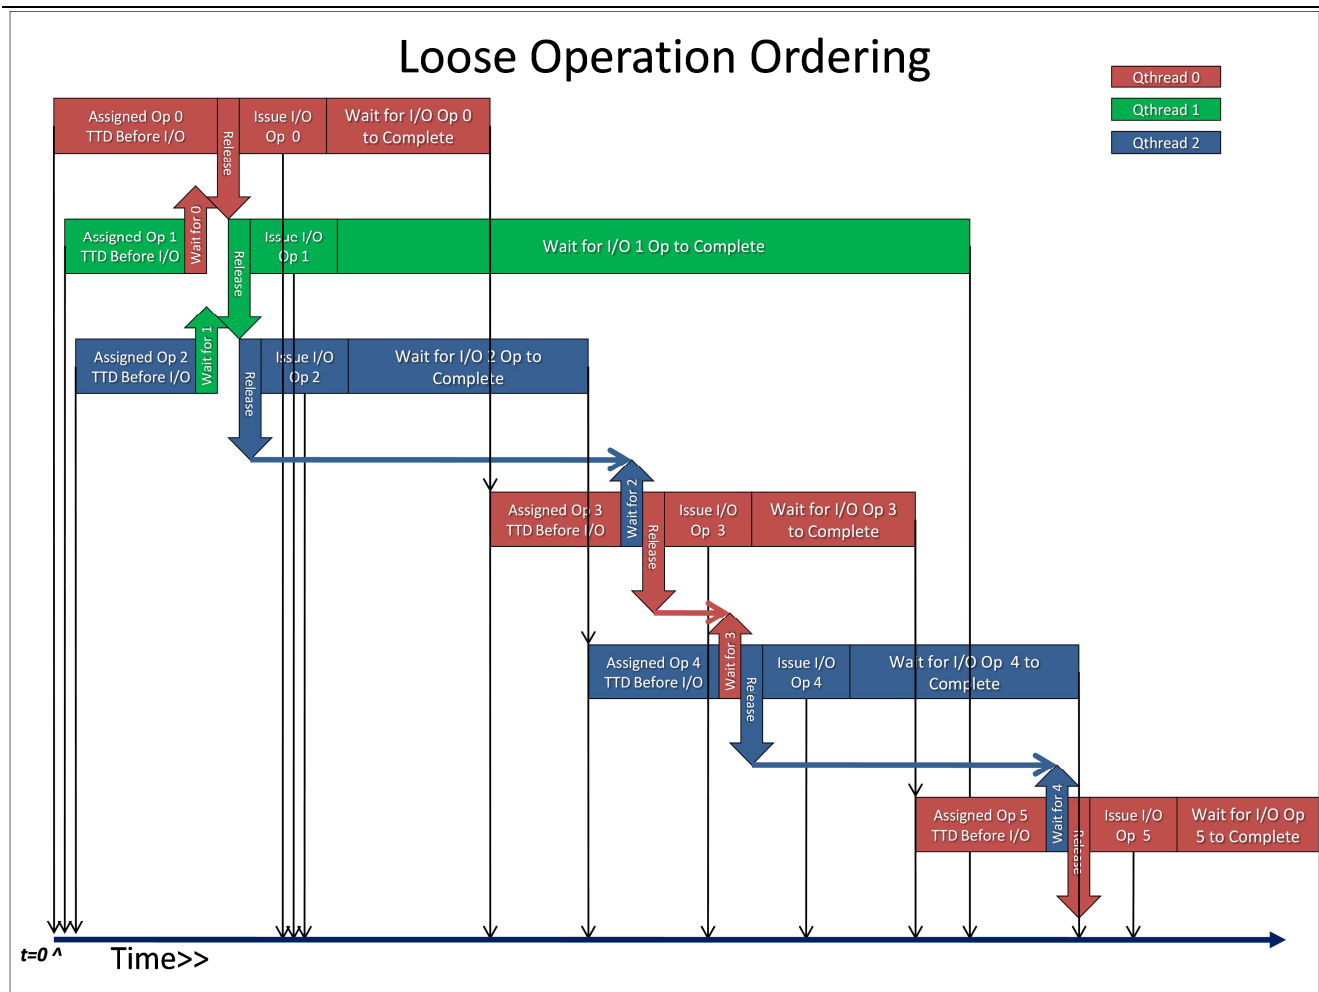 Loose Operation Ordering
Qthread 0
Qthread 1
Qthread 2
Assigned Op 0
TTD Before I/O
Release
Issue I/O
Op 0
Wait for I/O Op 0
to Complete
Assigned Op 1
TTD Before I/O
Wait for 0
Release
Issue I/O
Op 1
Wait for I/O 1 Op to Complete
Assigned Op 2
TTD Before I/O
Wait for 1
Release
Issue I/O
Op 2
Wait for I/O 2 Op to
Complete
Assigned Op 3
TTD Before I/O
Wait for 2
Release
Issue I/O
Op 3
Wait for I/O Op 3
to Complete
Assigned Op 4
TTD Before I/O
Wait for 3
Release
Issue I/O
Op 4
Wait for I/O Op 4 to
Complete
Assigned Op 5
TTD Before I/O
Wait for 4
Release
Issue I/O
Op 5
Wait for I/O Op
5 to Complete
t=0 ^
Time>>